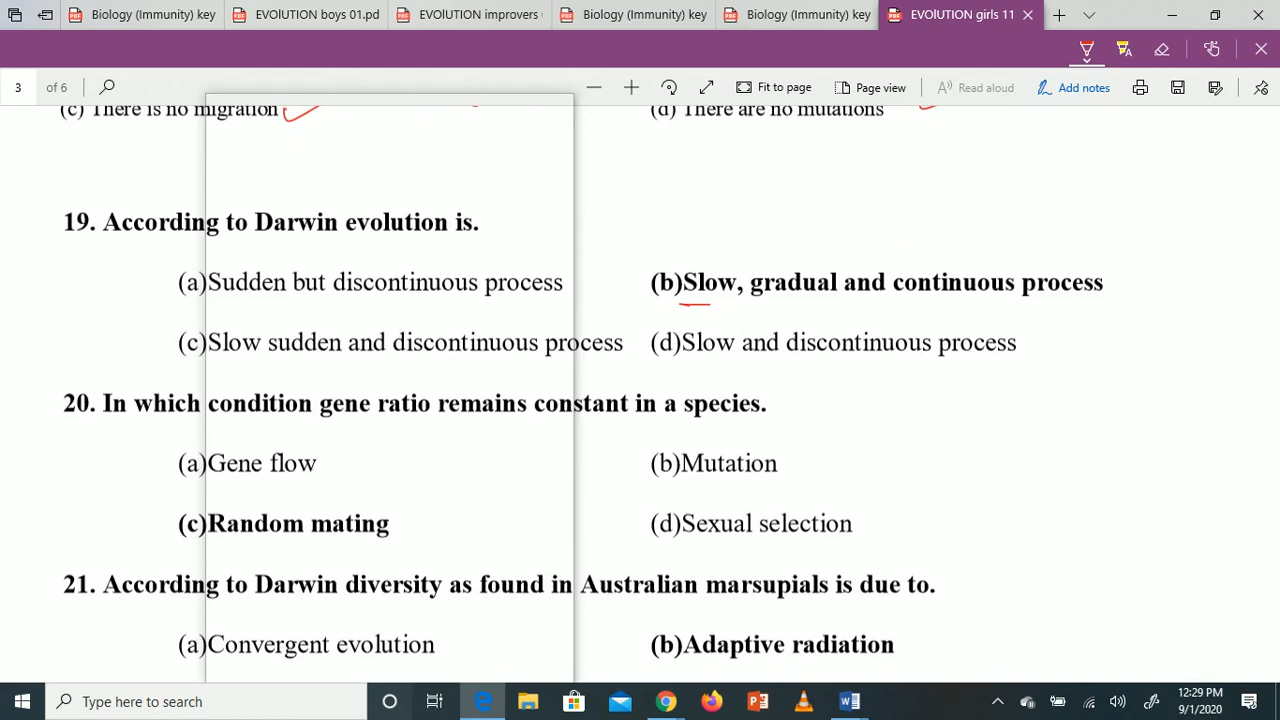 Biology (Immunity) key
EVOlUTION boys 01.pd
EVOlUTION improvers
Biology (Immunity) key
Biology (Immunity) key
EVOlUTION girls 11
3 of 6
Fit to page
Page view
Read aloud
Add notes
(c) There is no migration (d) There are no mutations
19. According to Darwin evolution is.
(a)Sudden but discontinuous process (b)Slow, gradual and continuous process
(c)Slow sudden and discontinuous process (d)Slow and discontinuous process
20. In which condition gene ratio remains constant in a species.
(a)Gene flow (b)Mutation
(c)Random mating (d)Sexual selection
21. According to Darwin diversity as found in Australian marsupials is due to.
(a)Convergent evolution (b)Adaptive radiation
Type here to search
12:29 PM
9/1/2020